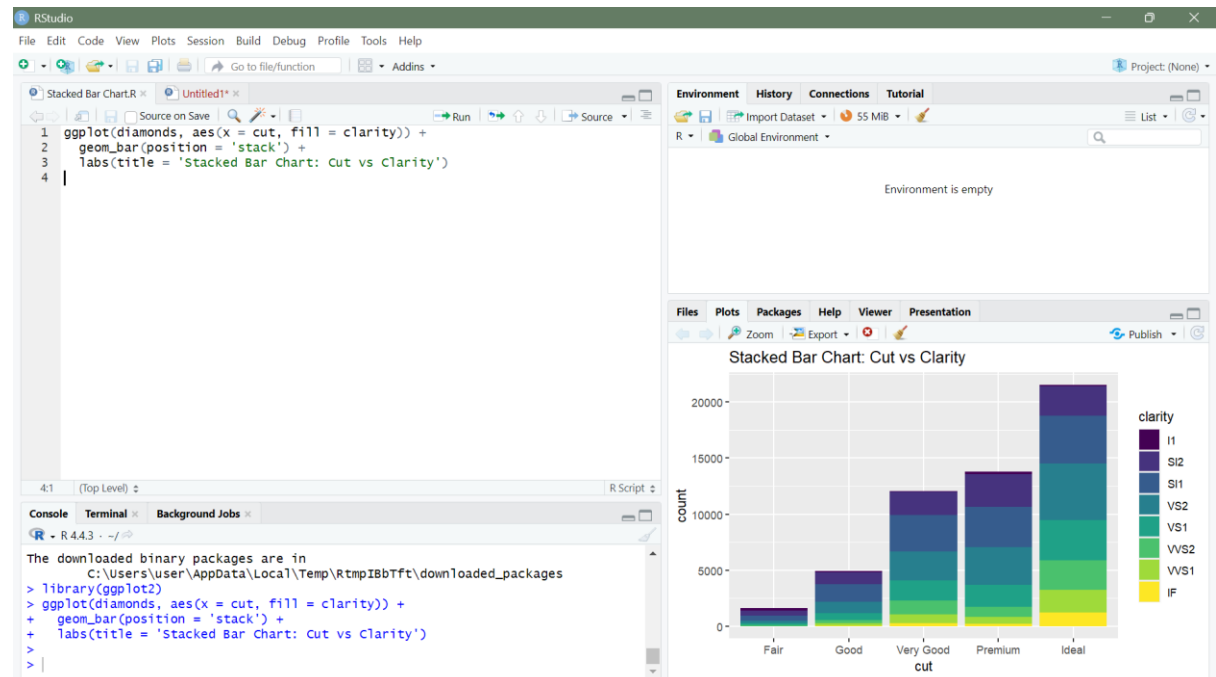 RStudio
File Edit Code View Plots Session Build Debug Profile Tools Help
Go to file/function Addins Project: (None)
Stacked Bar Chart.R Untitled1*
Source on Save Run Source
1 ggplot(diamonds, aes(x = cut, fill = clarity)) +
2   geom_bar(position = 'stack') +
3   labs(title = 'Stacked Bar Chart: Cut vs Clarity')
4
4:1 (Top Level) R Script
Console Terminal Background Jobs
R 4.4.3 · ~/
The downloaded binary packages are in
        C:\Users\user\AppData\Local\Temp\RtmpIBbTft\downloaded_packages
> library(ggplot2)
> ggplot(diamonds, aes(x = cut, fill = clarity)) +
+   geom_bar(position = 'stack') +
+   labs(title = 'Stacked Bar Chart: Cut vs Clarity')
>
>
Environment History Connections Tutorial
Import Dataset 55 MiB List
R Global Environment
Environment is empty
Files Plots Packages Help Viewer Presentation
Zoom Export Publish
Stacked Bar Chart: Cut vs Clarity
count
20000
15000
10000
5000
0
Fair Good Very Good Premium Ideal
cut
clarity
I1
SI2
SI1
VS2
VS1
VVS2
VVS1
IF